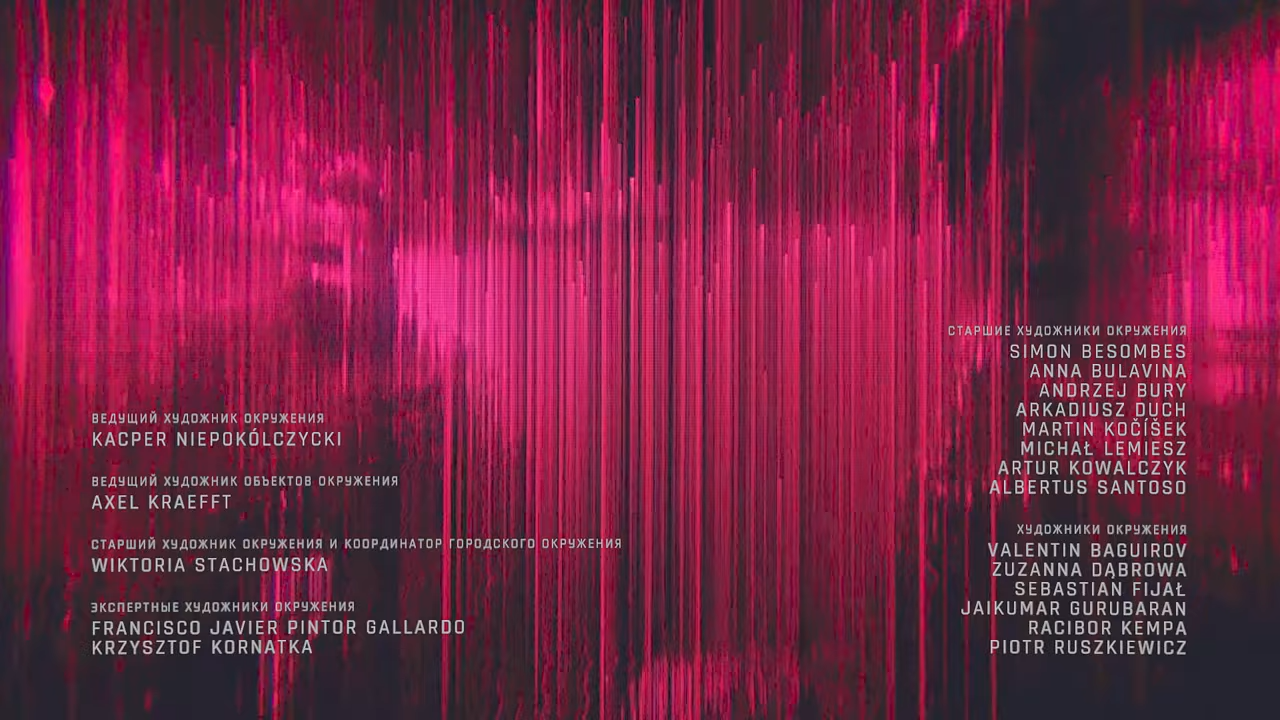 ВЕДУЩИЙ ХУДОЖНИК ОКРУЖЕНИЯ
KACPER NIEPOKÓLCZYCKI
ВЕДУЩИЙ ХУДОЖНИК ОБЪЕКТОВ ОКРУЖЕНИЯ
AXEL KRAEFFT
СТАРШИЙ ХУДОЖНИК ОКРУЖЕНИЯ И КООРДИНАТОР ГОРОДСКОГО ОКРУЖЕНИЯ
WIKTORIA STACHOWSKA
ЭКСПЕРТНЫЕ ХУДОЖНИКИ ОКРУЖЕНИЯ
FRANCISCO JAVIER PINTOR GALLARDO
KRZYSZTOF KORNATKA
СТАРШИЕ ХУДОЖНИКИ ОКРУЖЕНИЯ
SIMON BESOMBES
ANNA BULAVINA
ANDRZEJ BURY
ARKADIUSZ DUCH
MARTIN KOČÍŠEK
MICHAŁ LEMIESZ
ARTUR KOWALCZYK
ALBERTUS SANTOSO
ХУДОЖНИКИ ОКРУЖЕНИЯ
VALENTIN BAGUIROV
ZUZANNA DĄBROWA
SEBASTIAN FIJAŁ
JAIKUMAR GURUBARAN
RACIBOR KEMPA
PIOTR RUSZKIEWICZ